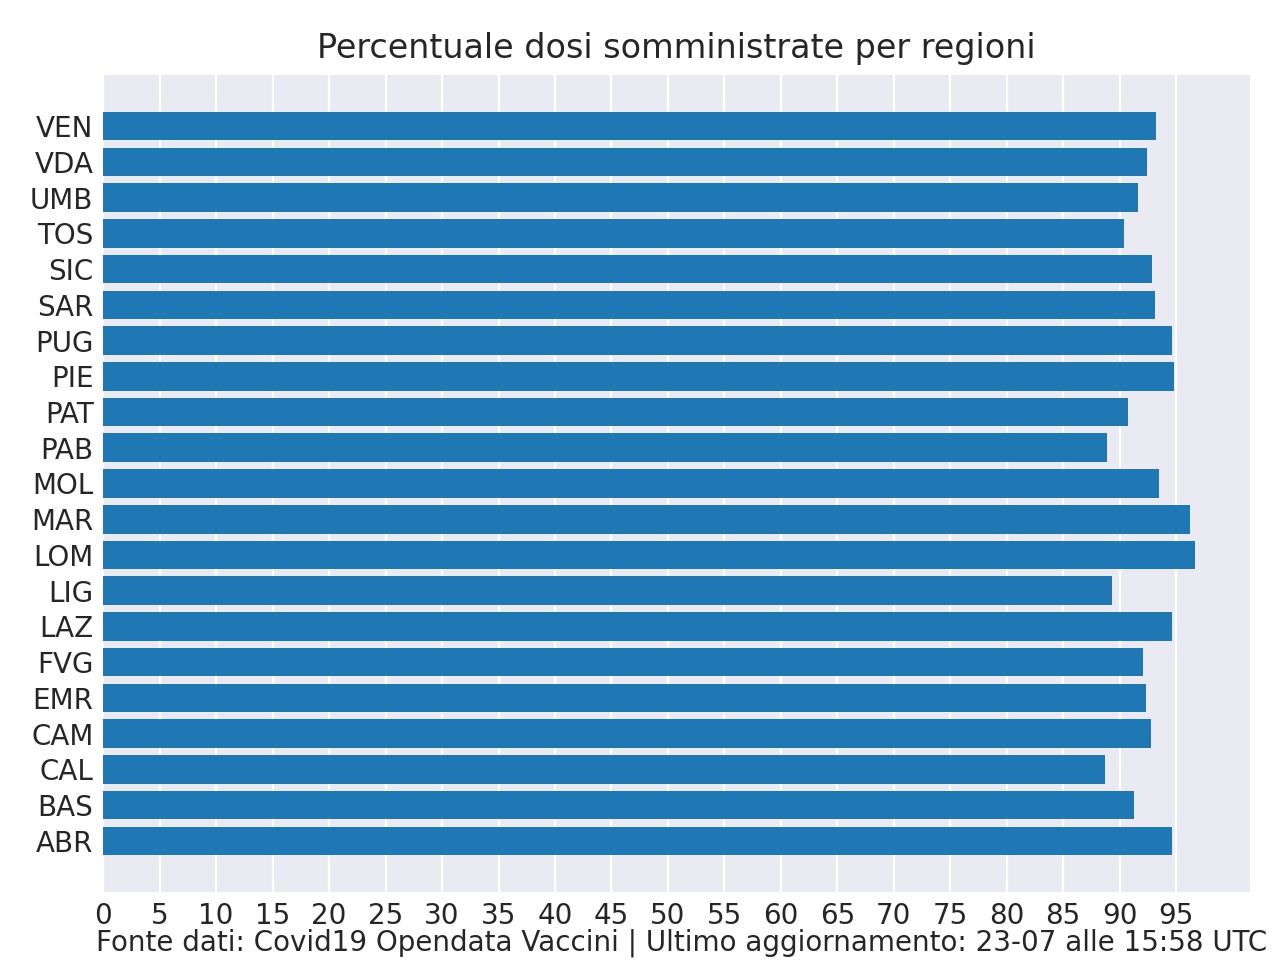 Percentuale dosi somministrate per regioni
VEN
VDA
UMB
TOS
SIC
SAR
PUG
PIE
PAT
PAB
MOL
MAR
LOM
LIG
LAZ
FVG
EMR
CAM
CAL
BAS
ABR
0 5 10 15 20 25 30 35 40 45 50 55 60 65 70 75 80 85 90 95
Fonte dati: Covid19 Opendata Vaccini | Ultimo aggiornamento: 23-07 alle 15:58 UTC